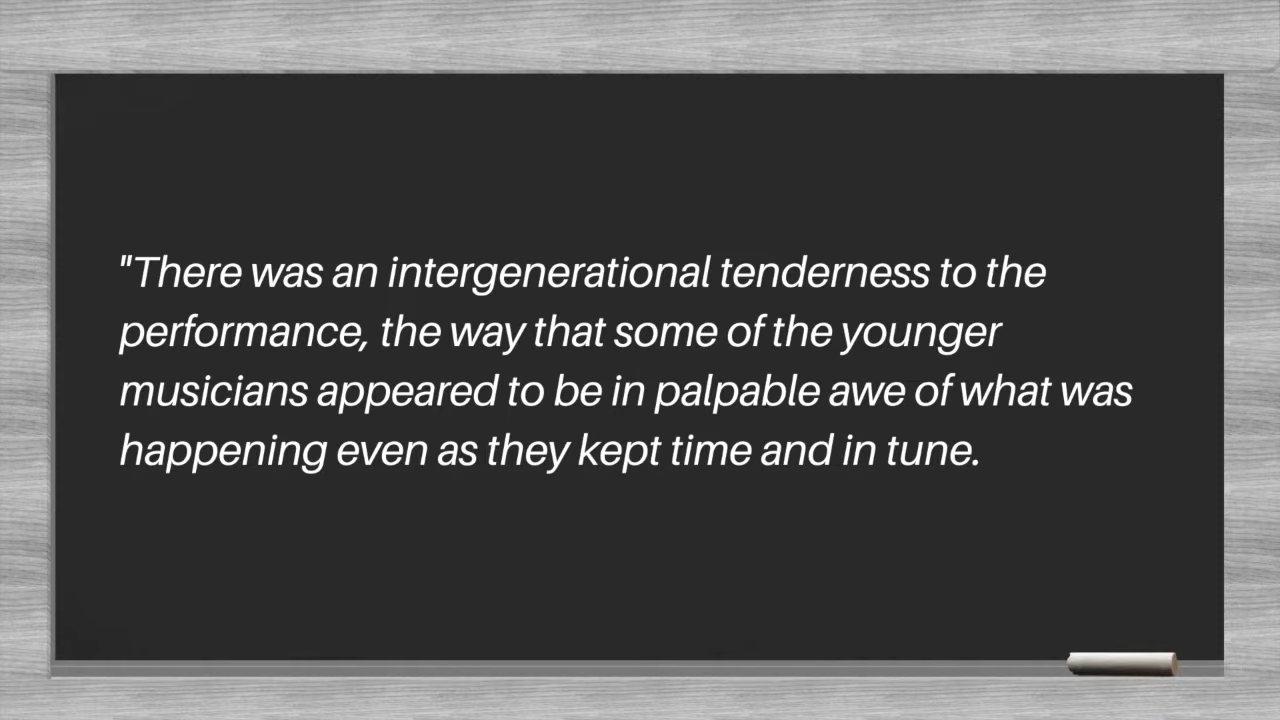 "There was an intergenerational tenderness to the
performance, the way that some of the younger
musicians appeared to be in palpable awe of what was
happening even as they kept time and in tune.